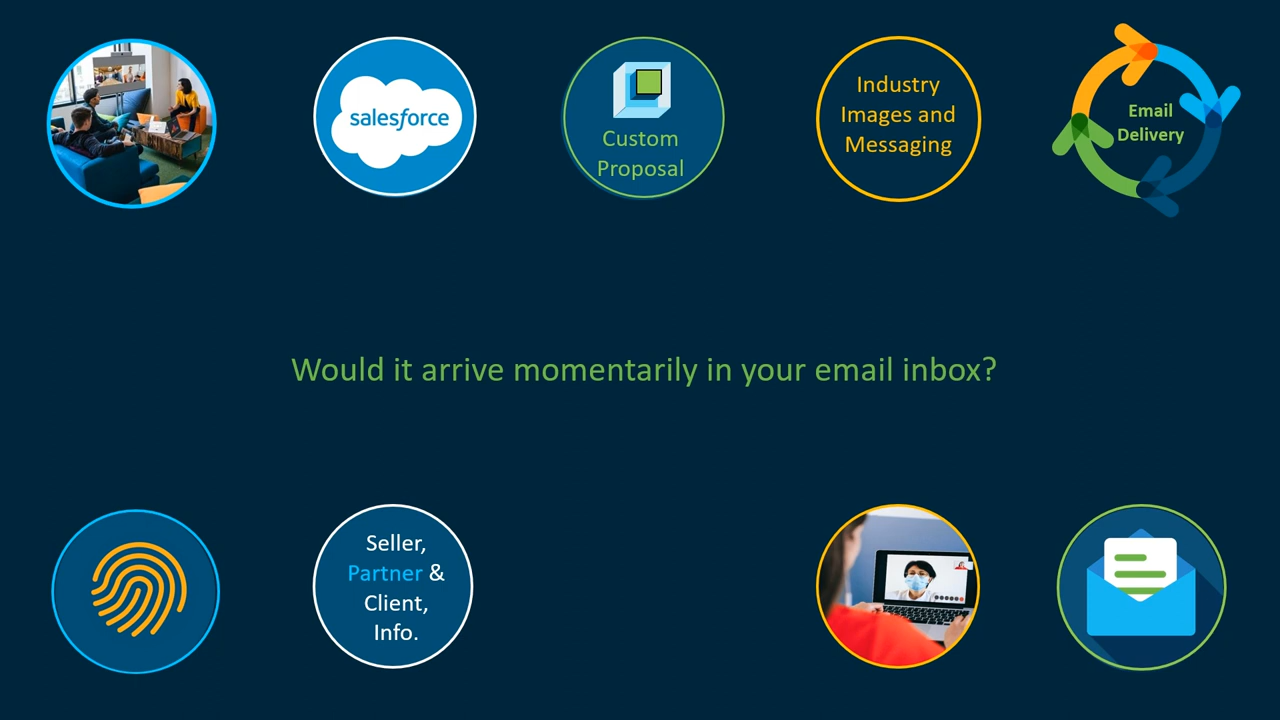 salesforce
Custom
Proposal
Industry
Images and
Messaging
Email
Delivery
Would it arrive momentarily in your email inbox?
Seller,
Partner &
Client,
Info.